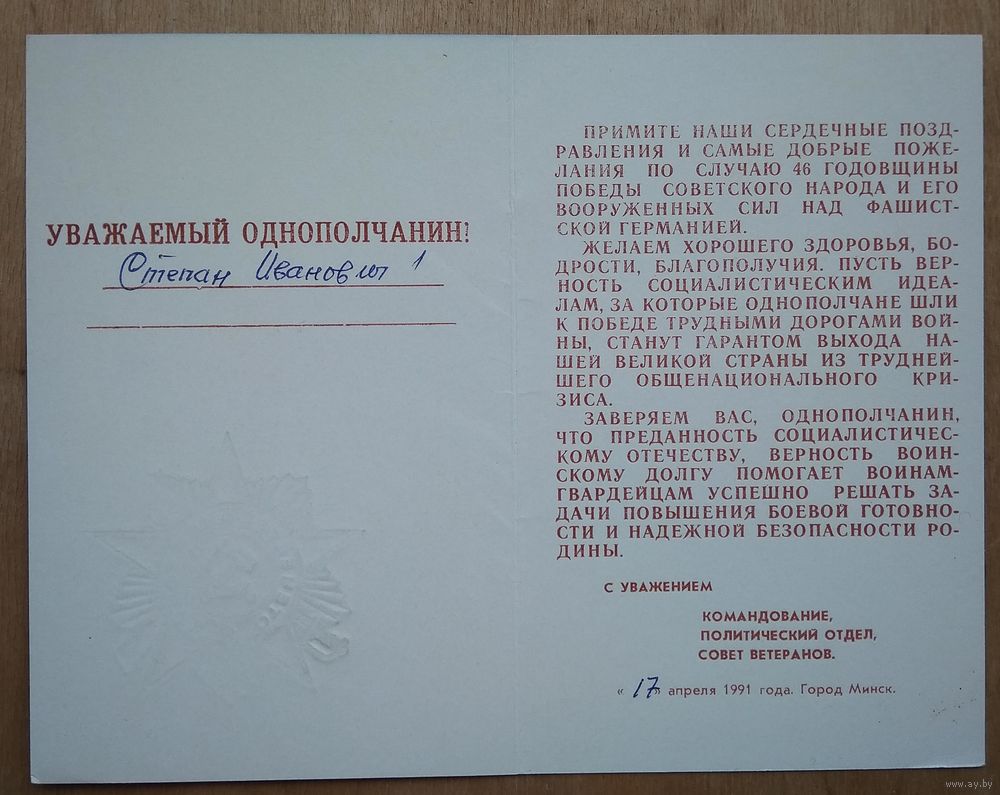 УВАЖАЕМЫЙ ОДНОПОЛЧАНИН!
Степан Иванович!
ПРИМИТЕ НАШИ СЕРДЕЧНЫЕ ПОЗД-
РАВЛЕНИЯ И САМЫЕ ДОБРЫЕ ПОЖЕ-
ЛАНИЯ ПО СЛУЧАЮ 46 ГОДОВЩИНЫ
ПОБЕДЫ СОВЕТСКОГО НАРОДА И ЕГО
ВООРУЖЕННЫХ СИЛ НАД ФАШИСТ-
СКОЙ ГЕРМАНИЕЙ.
ЖЕЛАЕМ ХОРОШЕГО ЗДОРОВЬЯ, БО-
ДРОСТИ, БЛАГОПОЛУЧИЯ. ПУСТЬ ВЕР-
НОСТЬ СОЦИАЛИСТИЧЕСКИМ ИДЕА-
ЛАМ, ЗА КОТОРЫЕ ОДНОПОЛЧАНЕ ШЛИ
К ПОБЕДЕ ТРУДНЫМИ ДОРОГАМИ ВОЙ-
НЫ, СТАНУТ ГАРАНТОМ ВЫХОДА НА-
ШЕЙ ВЕЛИКОЙ СТРАНЫ ИЗ ТРУДНЕЙ-
ШЕГО ОБЩЕНАЦИОНАЛЬНОГО КРИ-
ЗИСА.
ЗАВЕРЯЕМ ВАС, ОДНОПОЛЧАНИН,
ЧТО ПРЕДАННОСТЬ СОЦИАЛИСТИЧЕС-
КОМУ ОТЕЧЕСТВУ, ВЕРНОСТЬ ВОИН-
СКОМУ ДОЛГУ ПОМОГАЕТ ВОИНАМ-
ГВАРДЕЙЦАМ УСПЕШНО РЕШАТЬ ЗА-
ДАЧИ ПОВЫШЕНИЯ БОЕВОЙ ГОТОВНО-
СТИ И НАДЕЖНОЙ БЕЗОПАСНОСТИ РО-
ДИНЫ.
С УВАЖЕНИЕМ
КОМАНДОВАНИЕ,
ПОЛИТИЧЕСКИЙ ОТДЕЛ,
СОВЕТ ВЕТЕРАНОВ.
« 17 » апреля 1991 года. Город Минск.
www.ay.by